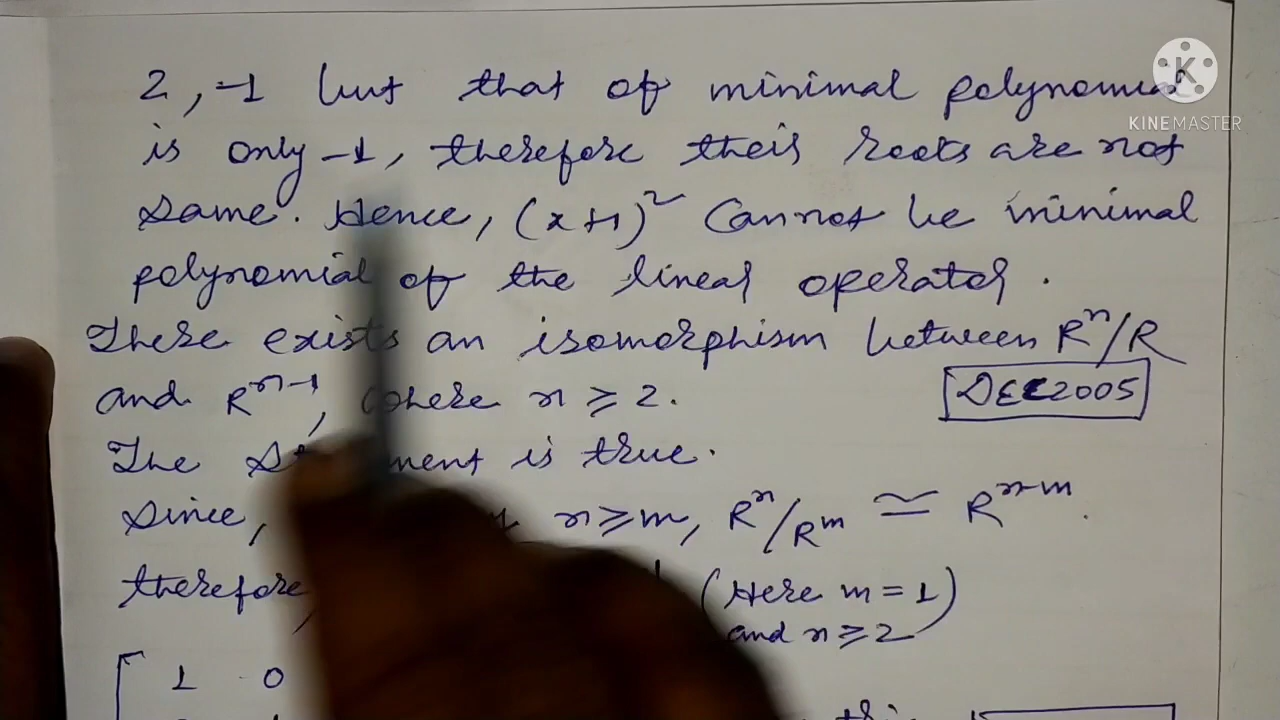 2, -1 but that of minimal polynomial
is only -1, therefore their roots are not
same. Hence, (x+1)² cannot be minimal
polynomial of the linear operator.
There exists an isomorphism between Rⁿ/R
and Rⁿ⁻¹, where n ≥ 2.
DEC 2005
The ment is true.
Since, n ≥ m, Rⁿ/Rᵐ ≃ Rⁿ⁻ᵐ.
therefore, (Here m = 1
and n ≥ 2)
1 0
KINEMASTER